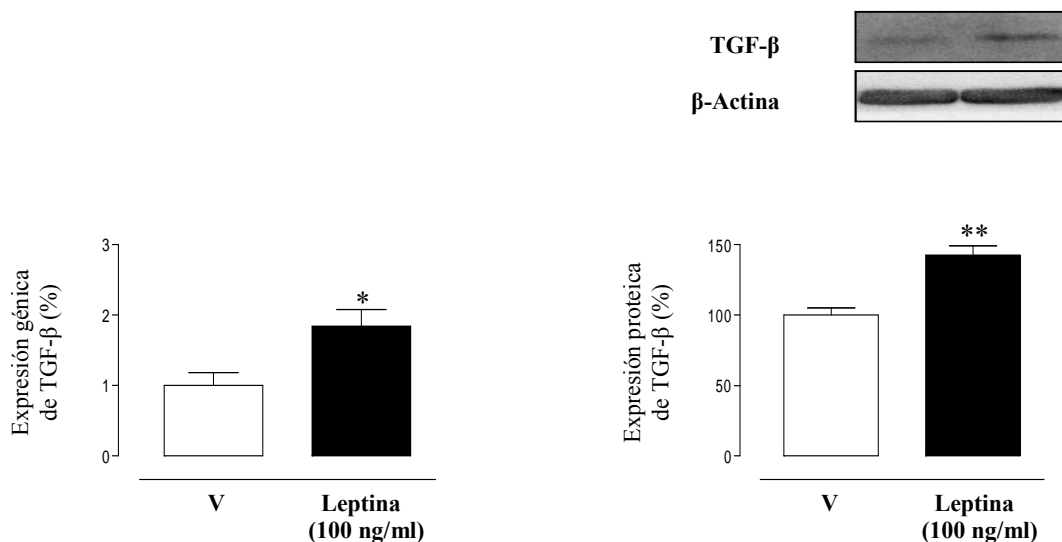 TGF-β
β-Actina
Expresión génica
de TGF-β (%)
3
2
1
0
*
V
Leptina
(100 ng/ml)
Expresión proteica
de TGF-β (%)
150
100
50
0
**
V
Leptina
(100 ng/ml)